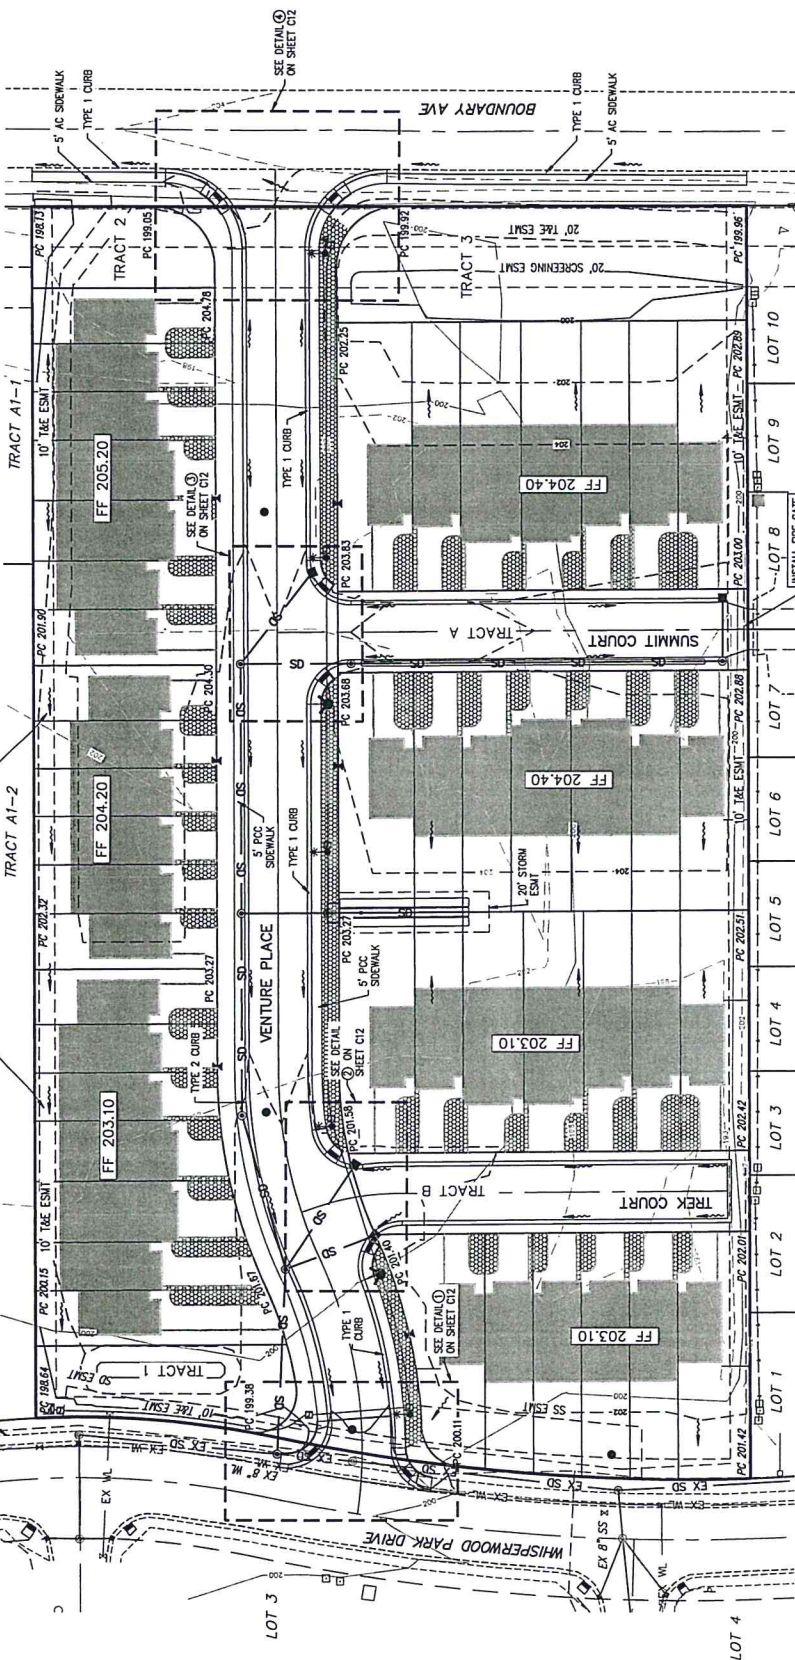 SEE DETAIL ④
ON SHEET C12
5' AC SIDEWALK
TYPE 1 CURB
204
BOUNDARY AVE
TYPE 1 CURB
5' AC SIDEWALK
TRACT A1-1
PC 198.13
TRACT 2
PC 199.05
PC 199.92
TRACT 3
20' T&E ESMT
20' SCREENING ESMT
PC 199.96
10' T&E ESMT
FF 205.20
PC 204.78
PC 202.25
TYPE 1 CURB
SEE DETAIL ③
ON SHEET C12
FF 204.40
10' T&E ESMT
PC 202.89
LOT 10
LOT 9
LOT 8
PC 201.90
PC 203.83
TRACT A
SUMMIT COURT
PC 203.00
PC 204.30
PC 203.68
PC 202.88
LOT 7
TRACT A1-2
FF 204.20
5' PCC
SIDEWALK
TYPE 1 CURB
FF 204.40
10' T&E ESMT
LOT 6
20' STORM
ESMT
PC 202.32
PC 203.27
VENTURE PLACE
PC 203.27
5' PCC
SIDEWALK
PC 202.51
LOT 5
LOT 4
FF 203.10
TYPE 2 CURB
SEE DETAIL
② ON
SHEET C12
PC 201.58
FF 203.10
PC 202.42
LOT 3
10' T&E ESMT
TRACT B
TREK COURT
PC 200.15
PC 201.67
PC 201.40
PC 202.01
LOT 2
TRACT 1
SD ESMT
TYPE 1
CURB
SEE DETAIL ①
ON SHEET C12
FF 203.10
LOT 1
PC 198.64
10' T&E ESMT
PC 199.38
PC 200.11
SS ESMT
PC 201.42
EX SD
EX WL
EX 8" WL
EX SD
EX WL
EX SD
WHISPERWOOD PARK DRIVE
EX 8" SS
EX WL
LOT 3
LOT 4